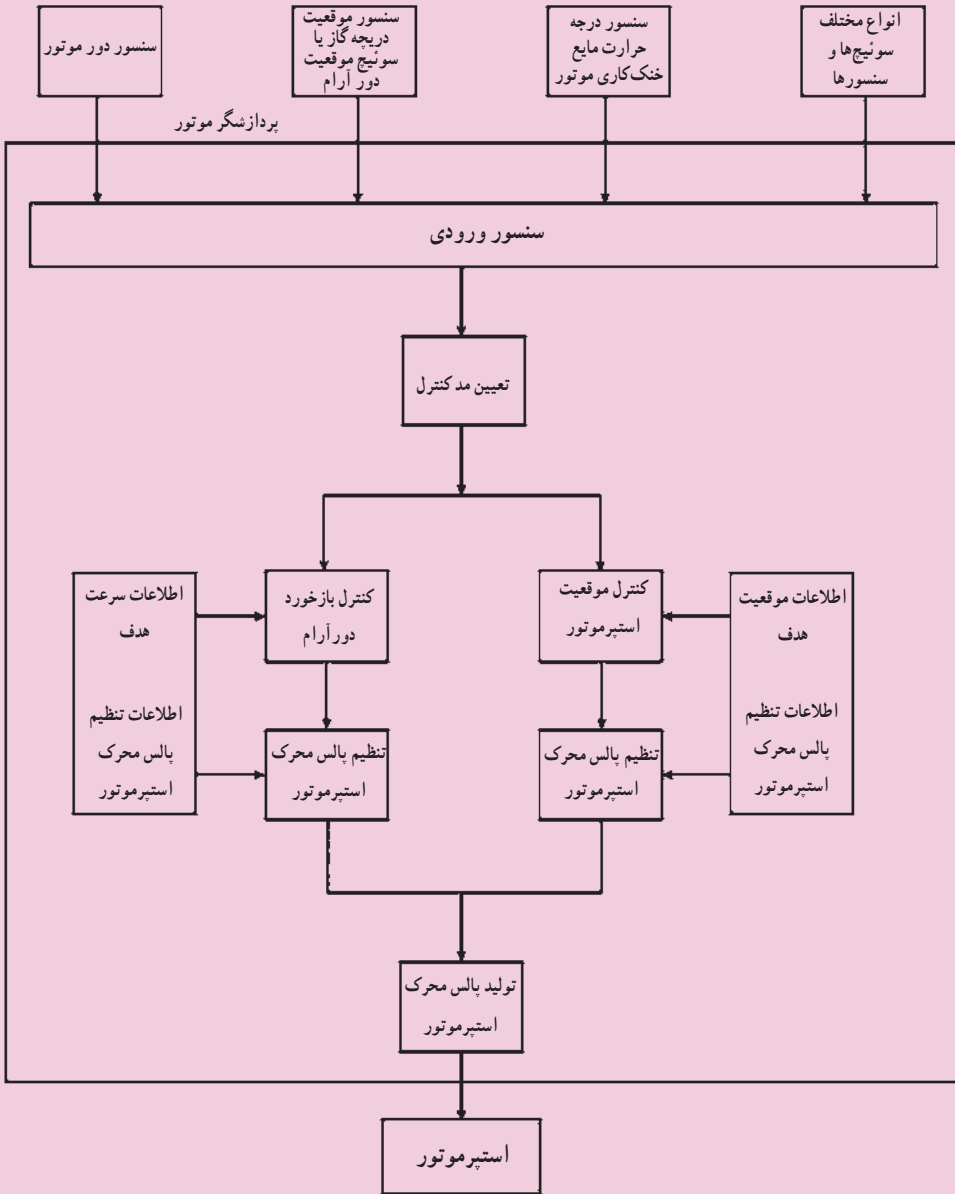 انواع مختلف
سوئیچ‌ها و
سنسورها
سنسور درجه
حرارت مایع
خنک‌کاری موتور
سنسور موقعیت
دریچه گاز یا
سوئیچ موقعیت
دور آرام
سنسور دور موتور
پردازشگر موتور
سنسور ورودی
تعیین مد کنترل
اطلاعات موقعیت
هدف
اطلاعات تنظیم
پالس محرک
استپرموتور
کنترل موقعیت
استپرموتور
تنظیم پالس محرک
استپرموتور
کنترل بازخورد
دورآرام
تنظیم پالس محرک
استپرموتور
اطلاعات سرعت
هدف
اطلاعات تنظیم
پالس محرک
استپرموتور
تولید پالس محرک
استپرموتور
استپرموتور